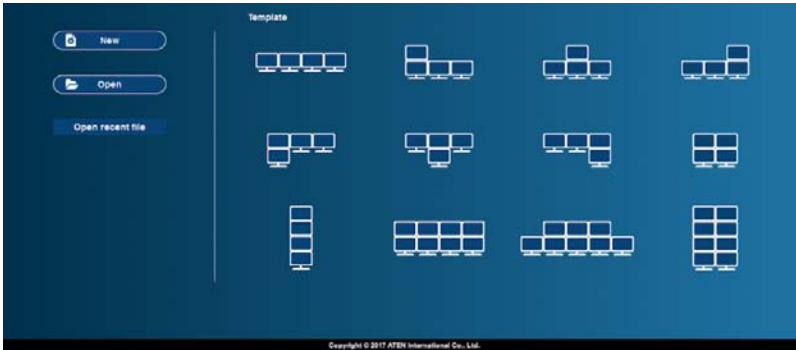 Template
New
Open
Open recent file
Copyright © 2017 ATEN International Co., Ltd.